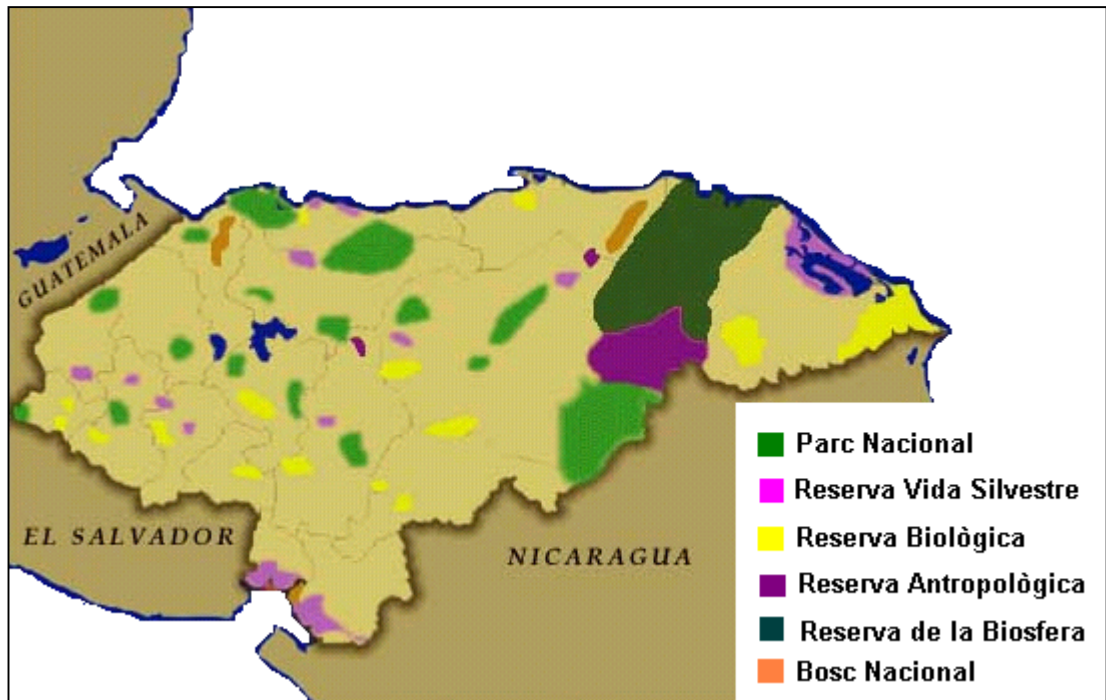 GUATEMALA
EL SALVADOR
NICARAGUA
Parc Nacional
Reserva Vida Silvestre
Reserva Biològica
Reserva Antropològica
Reserva de la Biosfera
Bosc Nacional